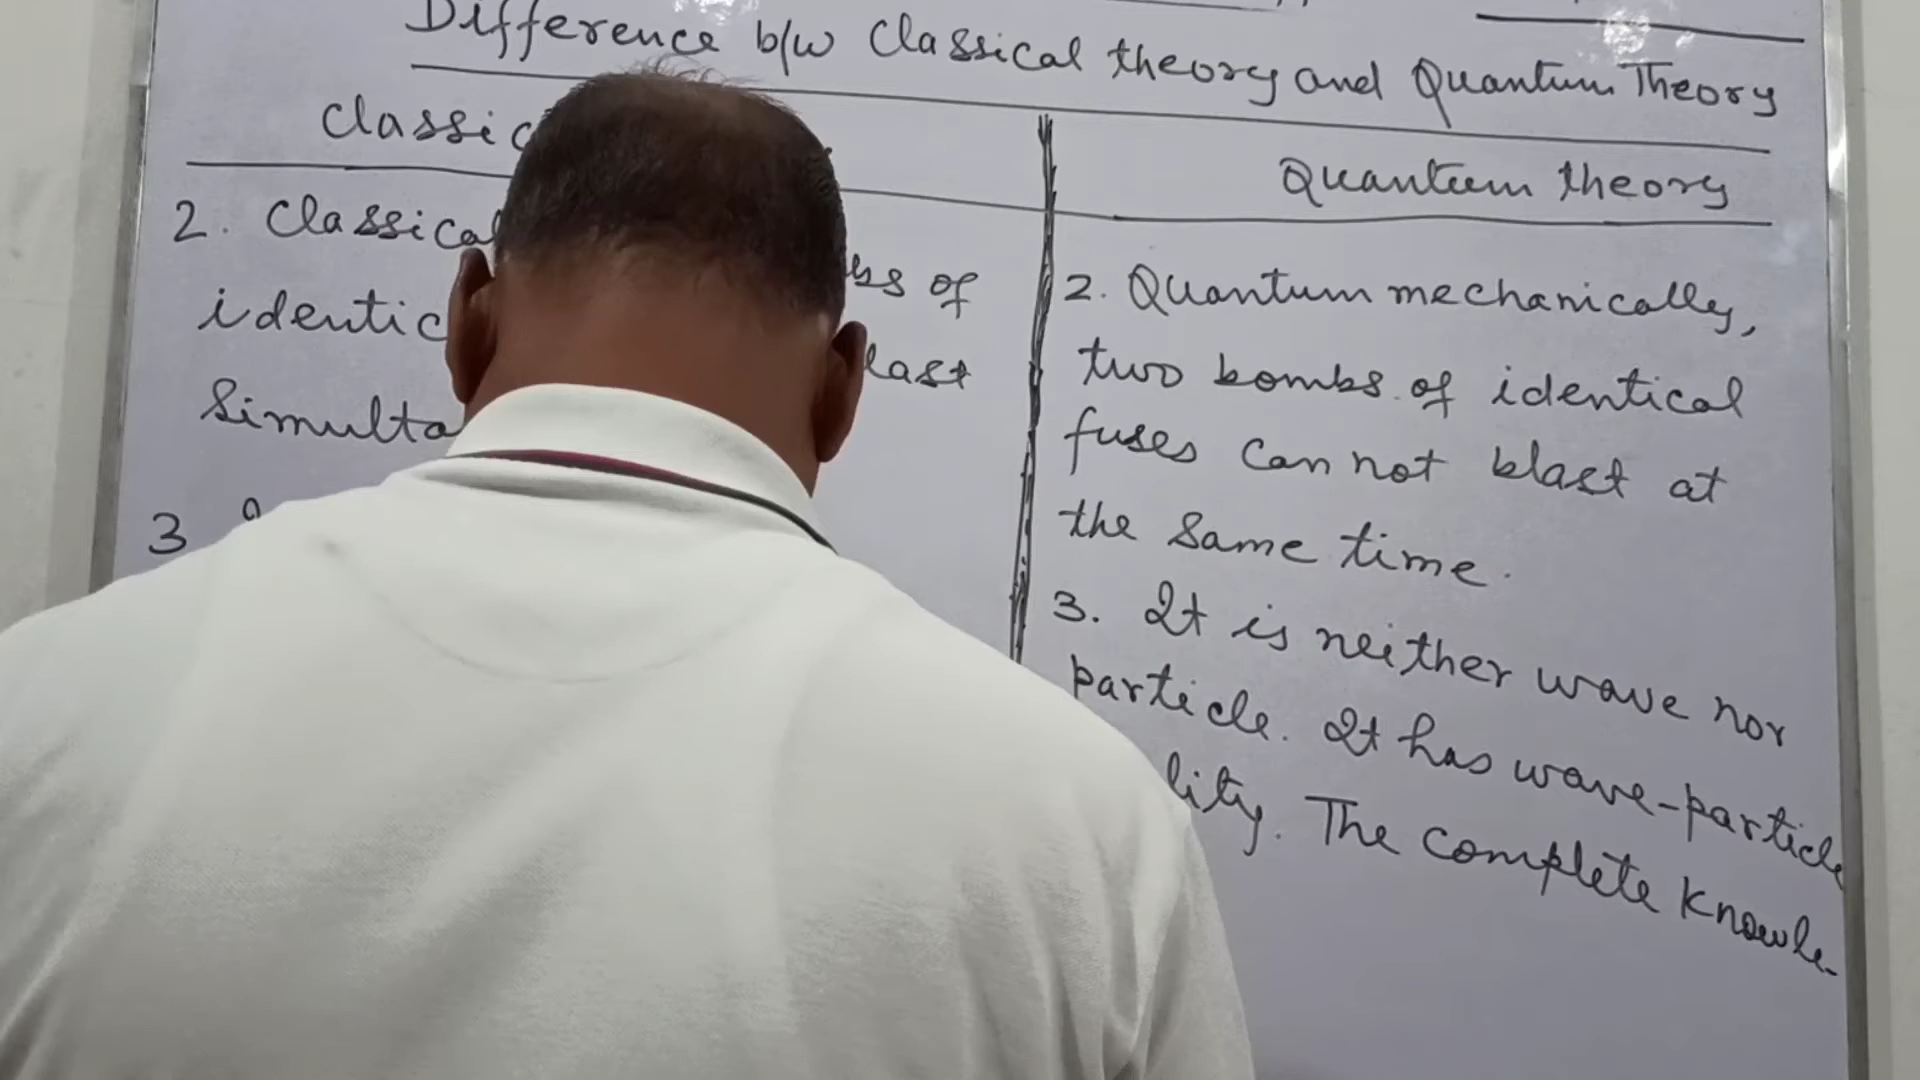 Difference b/w Classical theory and Quantum Theory
Quantum theory
2. Classical
of
identic
last
Simulta
3
2. Quantum mechanically,
two bombs of identical
fuses can not blast at
the same time.
3. It is neither wave nor
particle. It has wave-particle
lity. The complete knowle-